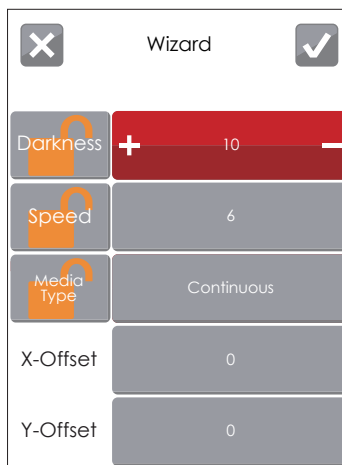 Wizard
Darkness
+ 10 −
Speed
6
Media
Type
Continuous
X-Offset
0
Y-Offset
0